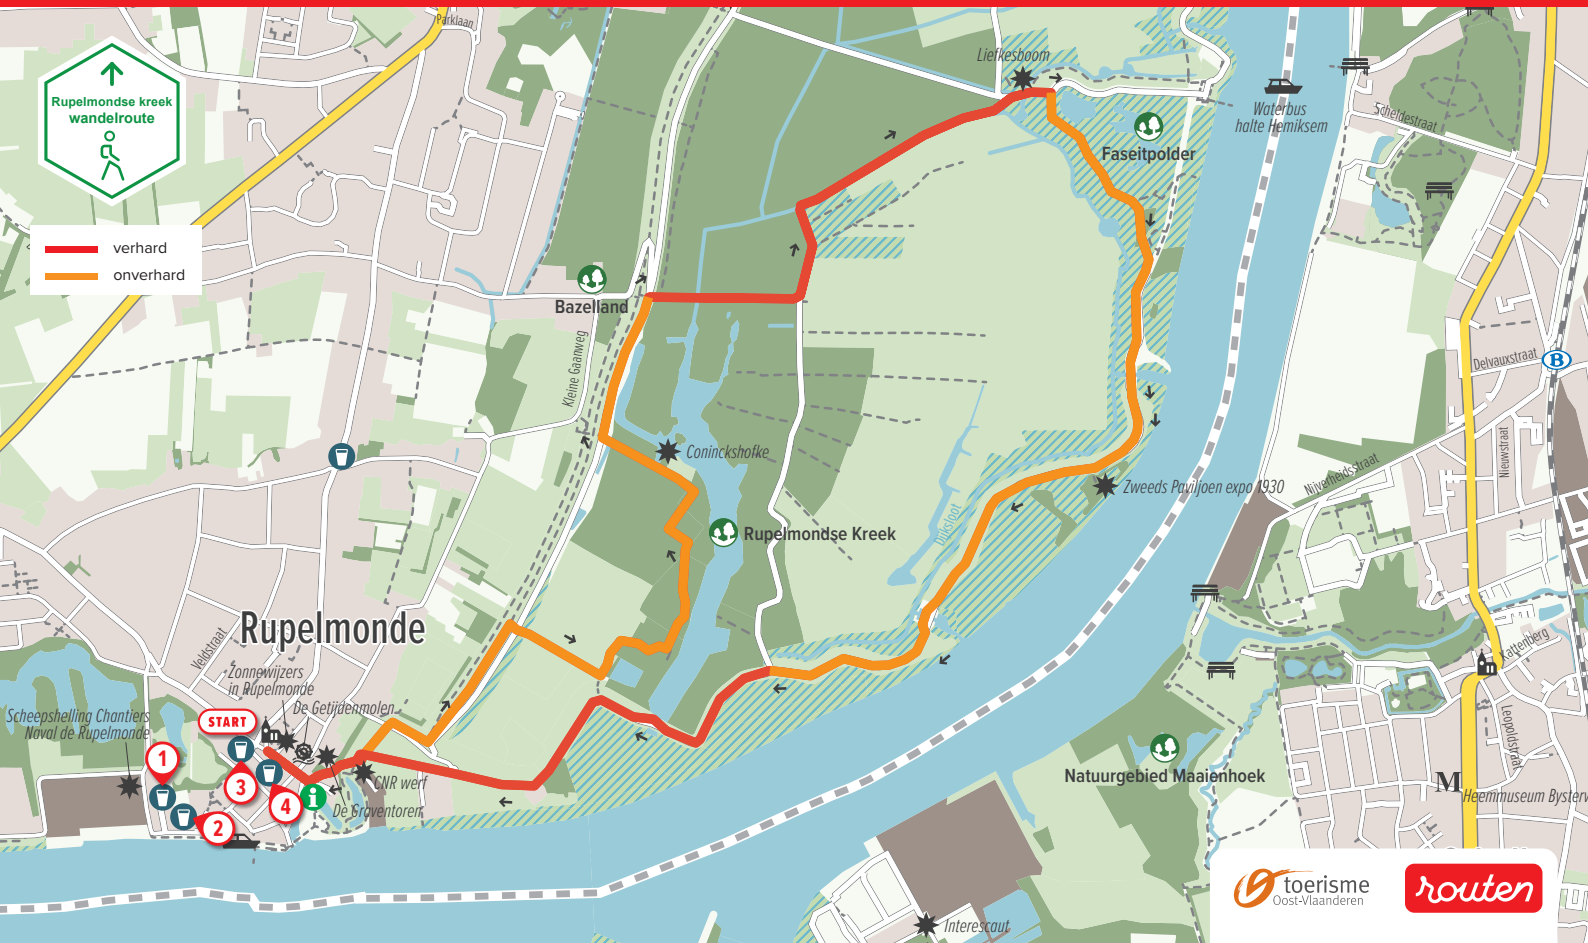 Parklaan
Rupelmondse kreek
wandelroute
verhard
onverhard
Liefkesboom
Waterbus
halte Hemiksem
Scheldestraat
Faseitpolder
Bazelland
Kleine Gaanweg
Delvauxstraat
B
Coninckshofke
Nieuwstraat
Nijverheidsstraat
Zweeds Paviljoen expo 1930
Dijksloot
Rupelmondse Kreek
Rupelmonde
Veldstraat
Kattenberg
Zonnewijzers
in Rupelmonde
De Getijdenmolen
Leopoldstraat
Scheepshelling Chantiers
Naval de Rupelmonde
START
1
3
4
2
i
CNR werf
De Graventoren
Natuurgebied Maaienhoek
M
Heemmuseum Bysterv
toerisme
Oost-Vlaanderen
routen
Interescaut